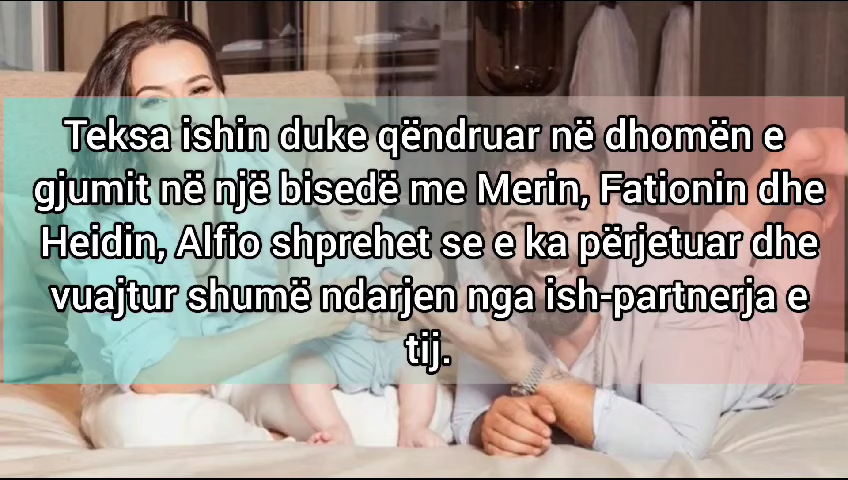 Teksa ishin duke qëndruar në dhomën e
gjumit në një bisedë me Merin, Fationin dhe
Heidin, Alfio shprehet se e ka përjetuar dhe
vuajtur shumë ndarjen nga ish-partnerja e
tij.